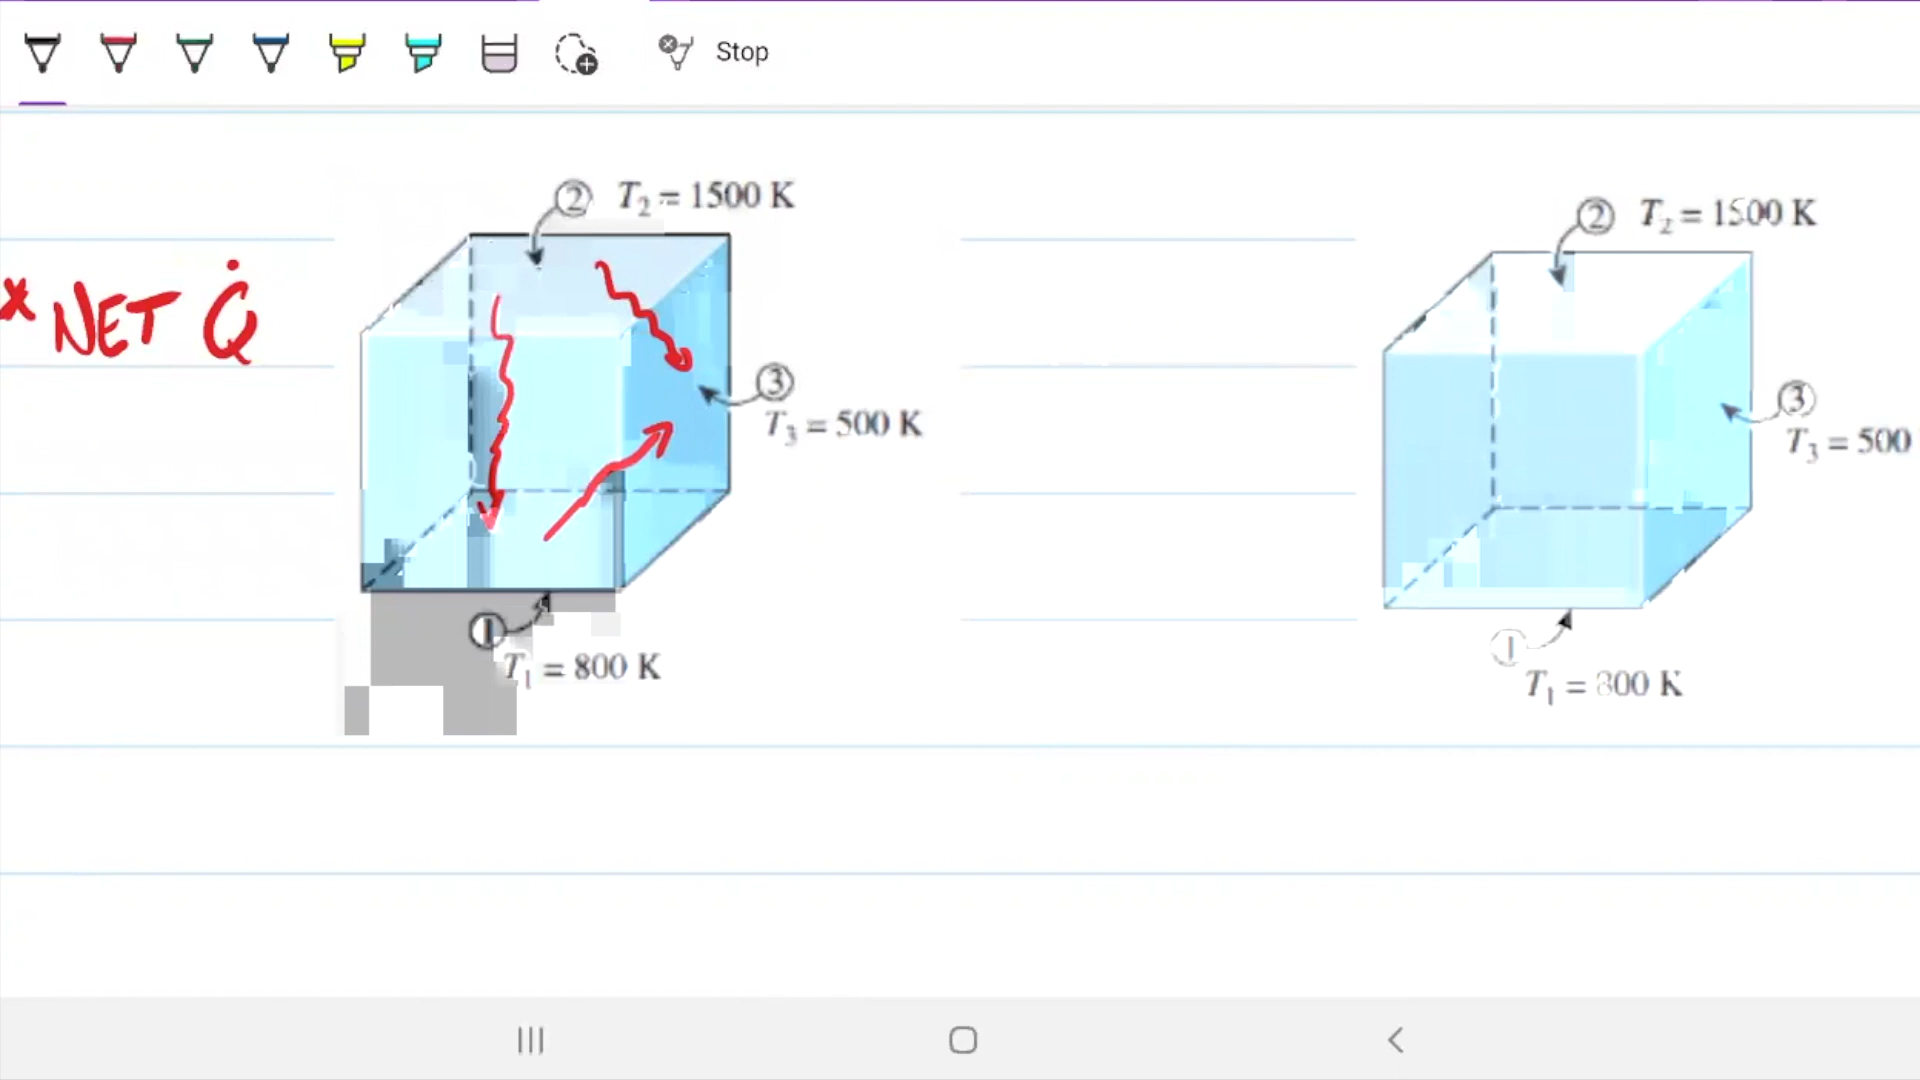 Stop
② T₂ = 1500 K
* NET Q̇
③
T₃ = 500 K
①
T₁ = 800 K
② T₂ = 1500 K
③
T₃ = 500
①
T₁ = 800 K